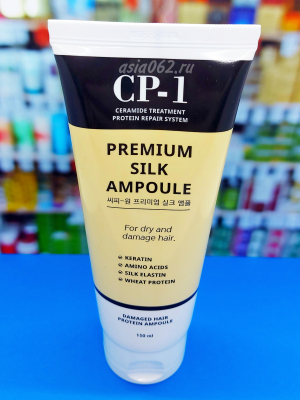 asia062.ru
CP-1
CERAMIDE TREATMENT
PROTEIN REPAIR SYSTEM
PREMIUM
SILK
AMPOULE
씨피-원 프리미엄 실크 앰플
For dry and
damage hair.
KERATIN
AMINO ACIDS
SILK ELASTIN
WHEAT PROTEIN
DAMAGED HAIR
PROTEIN AMPOULE
150 ml